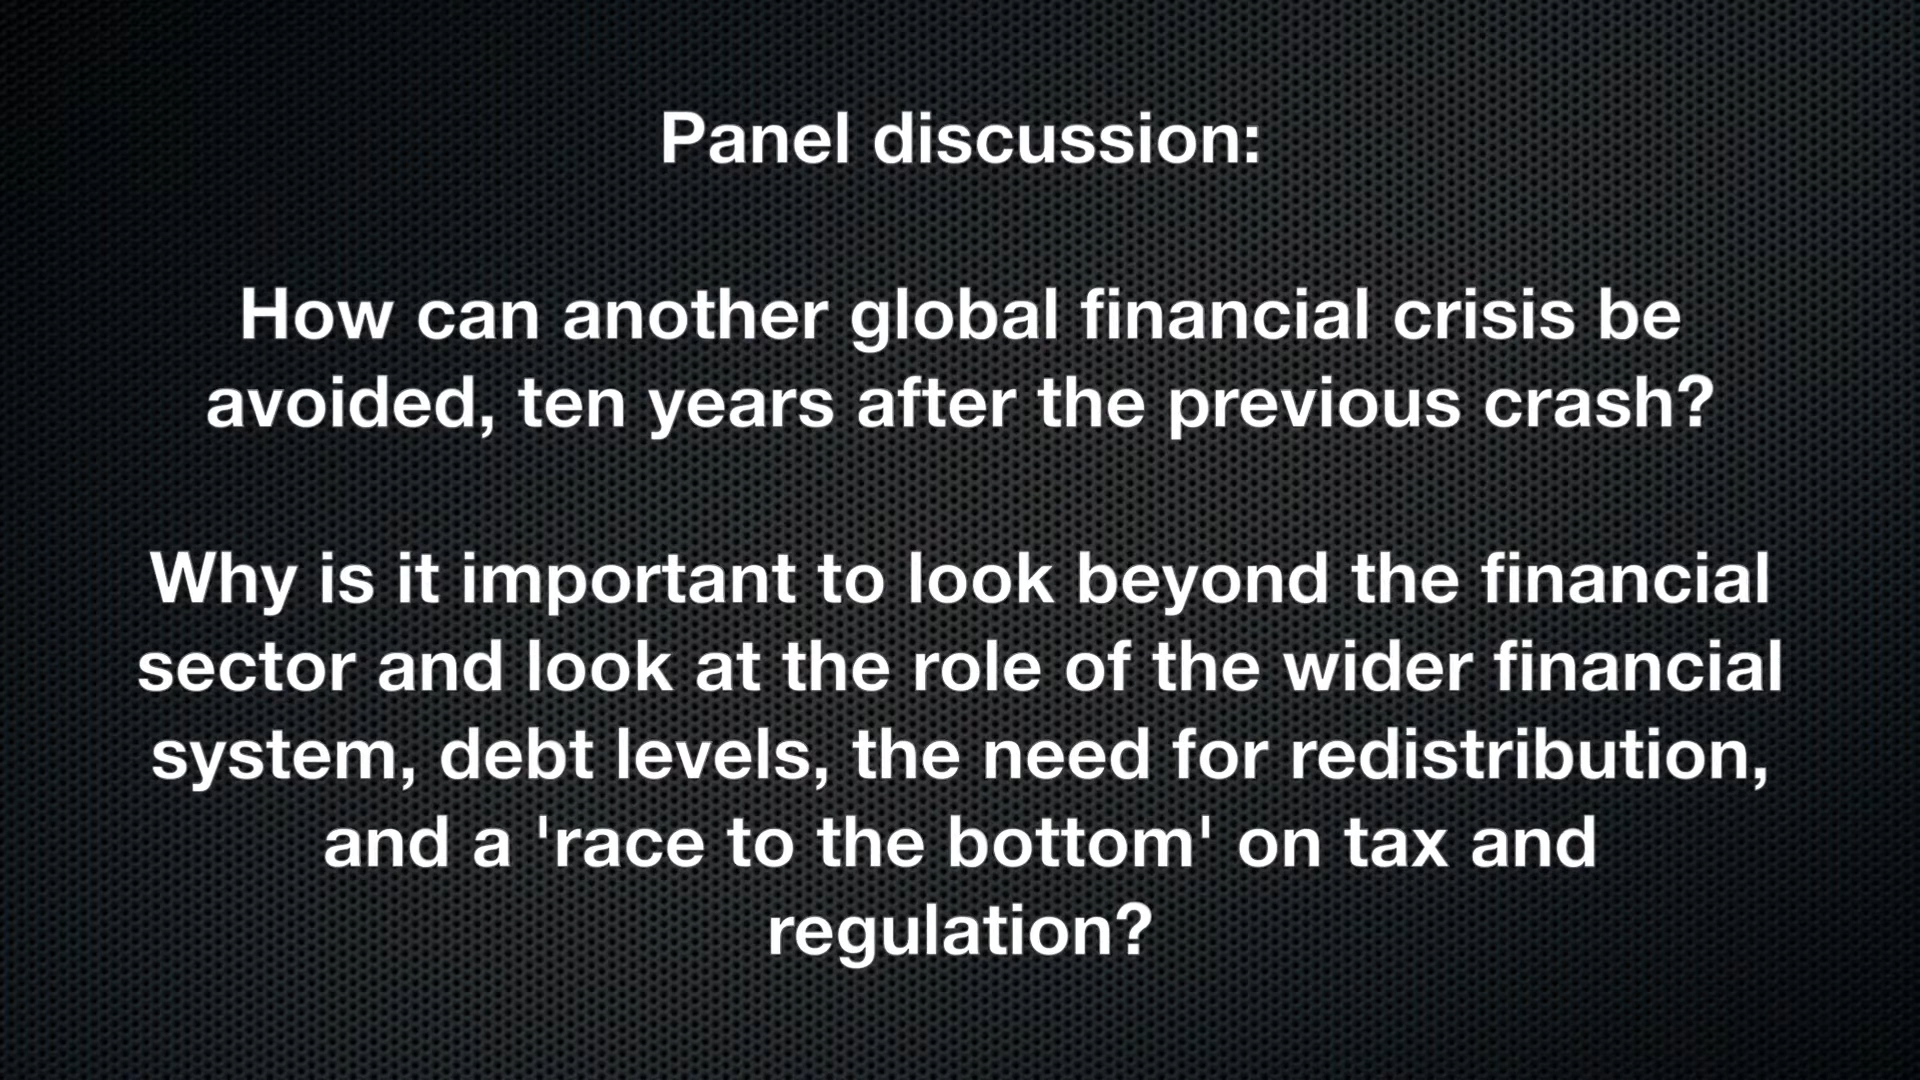 Panel discussion:
How can another global financial crisis be
avoided, ten years after the previous crash?
Why is it important to look beyond the financial
sector and look at the role of the wider financial
system, debt levels, the need for redistribution,
and a 'race to the bottom' on tax and
regulation?